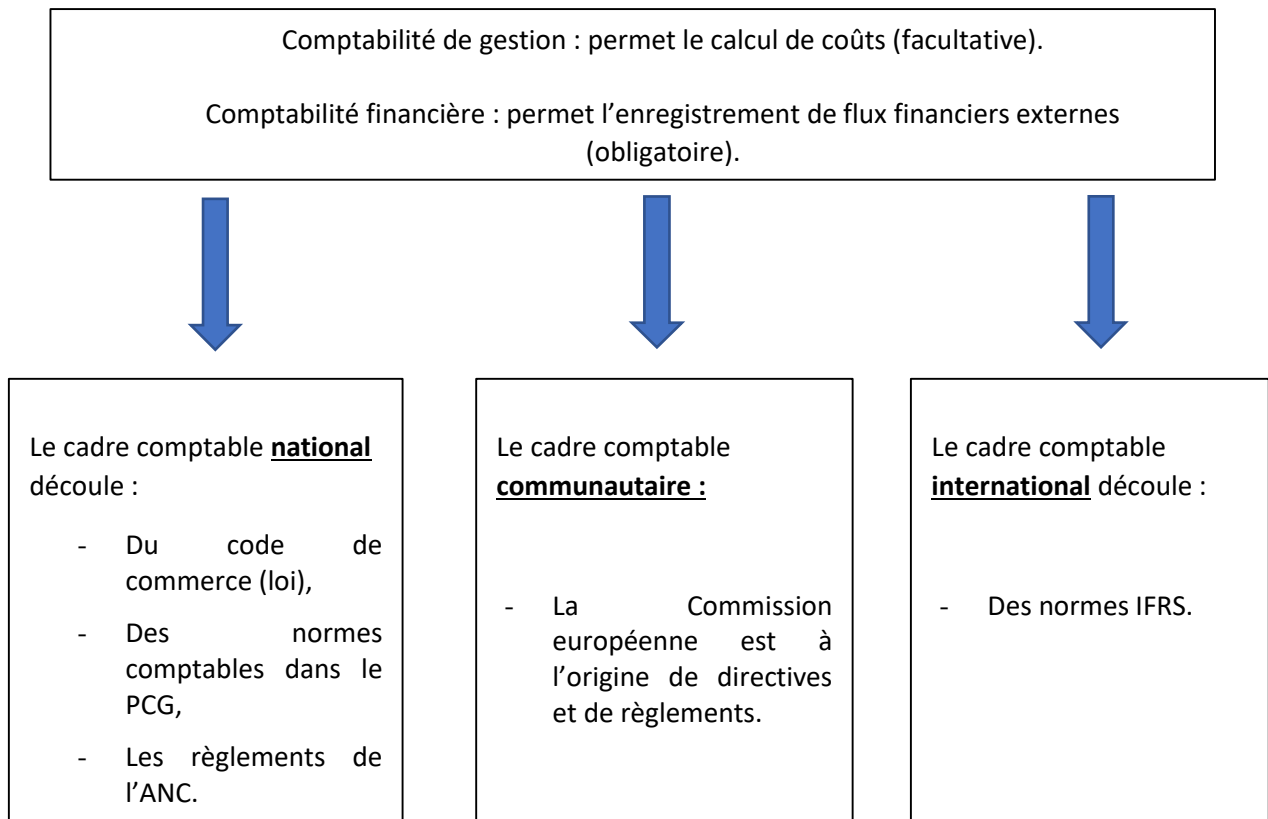 Comptabilité de gestion : permet le calcul de coûts (facultative).
Comptabilité financière : permet l’enregistrement de flux financiers externes
(obligatoire).
Le cadre comptable national
découle :
- Du code de
commerce (loi),
- Des normes
comptables dans le
PCG,
- Les règlements de
l’ANC.
Le cadre comptable
communautaire :
- La Commission
européenne est à
l’origine de directives
et de règlements.
Le cadre comptable
international découle :
- Des normes IFRS.